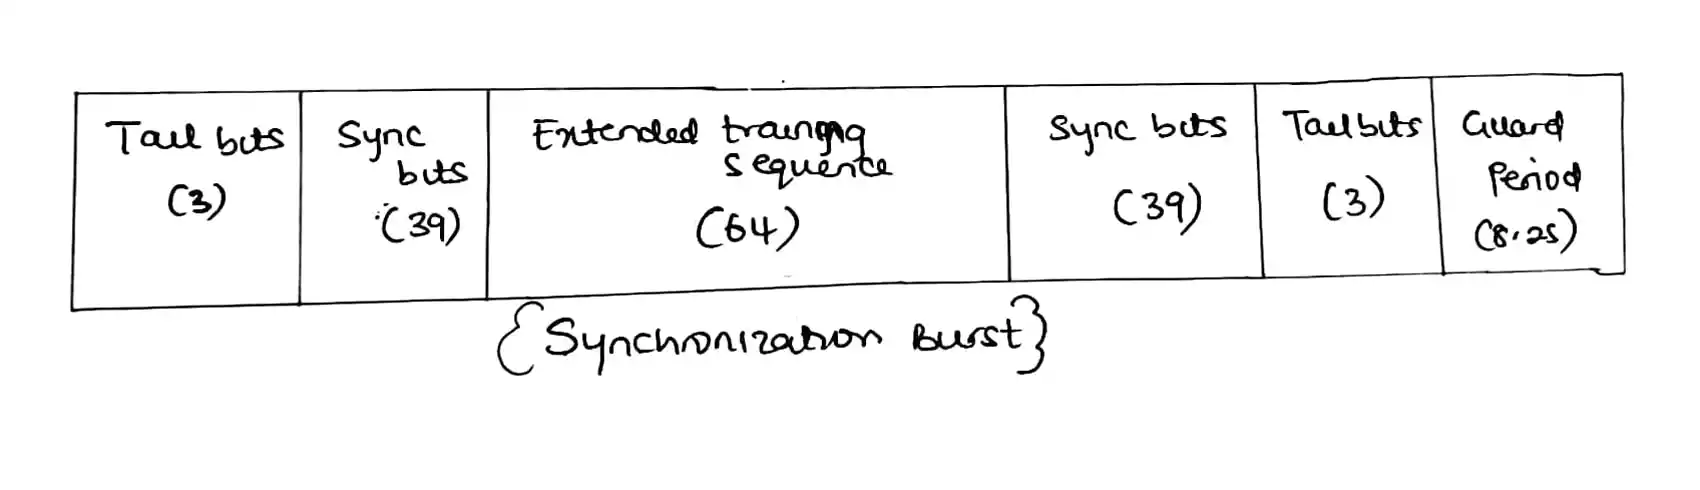 Tail bits
(3)
Sync
bits
(39)
Extended training
sequence
(64)
Sync bits
(39)
Tail bits
(3)
Guard
Period
(8.25)
{Synchronization Burst}